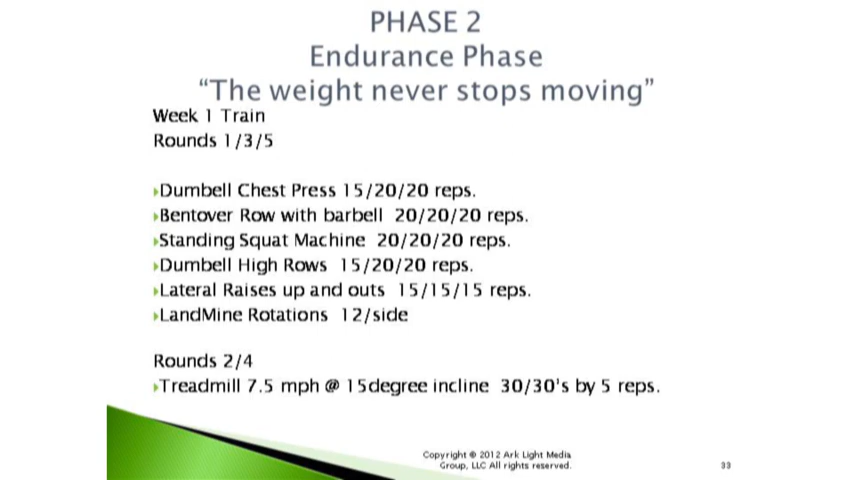 PHASE 2
Endurance Phase
“The weight never stops moving”
Week 1 Train
Rounds 1/3/5
Dumbell Chest Press 15/20/20 reps.
Bentover Row with barbell 20/20/20 reps.
Standing Squat Machine 20/20/20 reps.
Dumbell High Rows 15/20/20 reps.
Lateral Raises up and outs 15/15/15 reps.
LandMine Rotations 12/side
Rounds 2/4
Treadmill 7.5 mph @ 15degree incline 30/30's by 5 reps.
Copyright © 2012 Ark Light Media
Group, LLC All rights reserved.
33